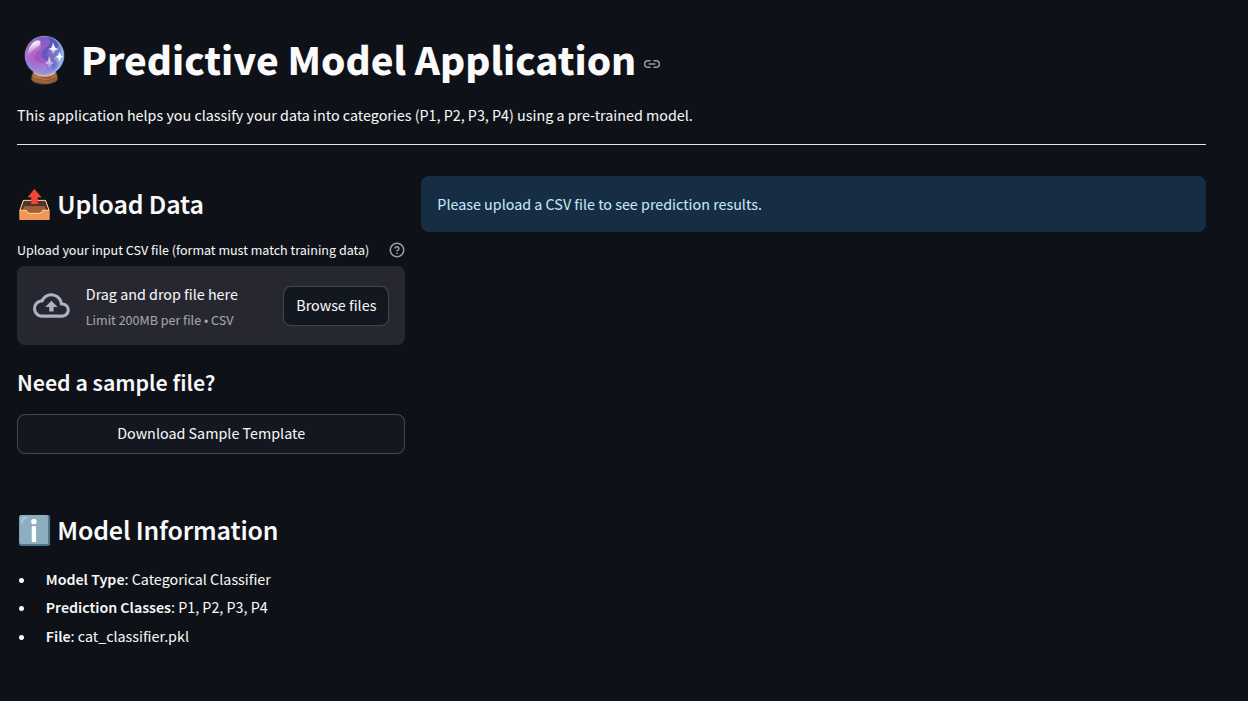 Predictive Model Application
This application helps you classify your data into categories (P1, P2, P3, P4) using a pre-trained model.
Upload Data
Upload your input CSV file (format must match training data)
Drag and drop file here
Limit 200MB per file • CSV
Browse files
Need a sample file?
Download Sample Template
Model Information
• Model Type: Categorical Classifier
• Prediction Classes: P1, P2, P3, P4
• File: cat_classifier.pkl
Please upload a CSV file to see prediction results.